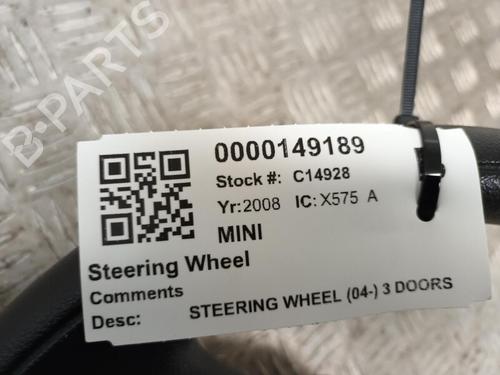 B-PARTS
0000149189
Stock #: C14928
Yr: 2008 IC: X575 A
MINI
Steering Wheel
Comments
Desc: STEERING WHEEL (04-) 3 DOORS